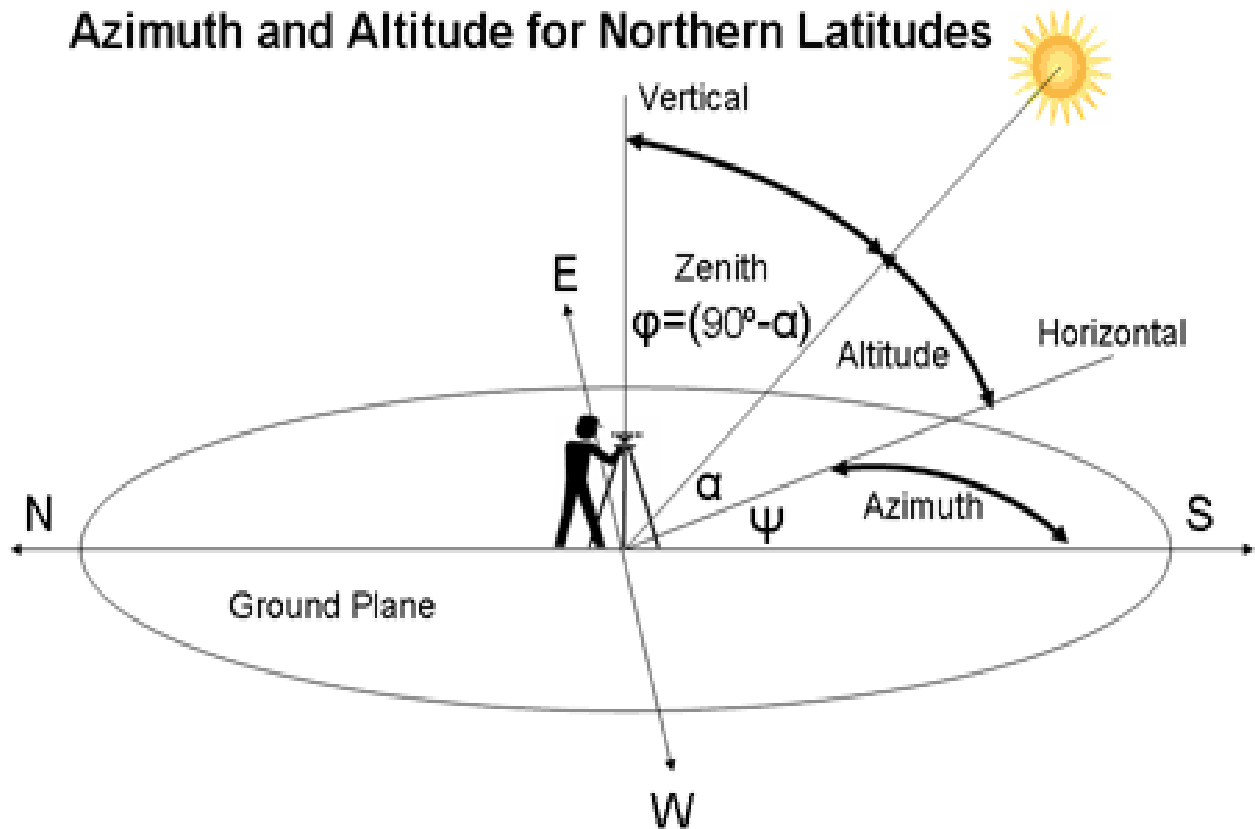 Azimuth and Altitude for Northern Latitudes
Vertical
E
Zenith
φ=(90º-α)
Altitude
Horizontal
N
α
Ψ
Azimuth
S
Ground Plane
W